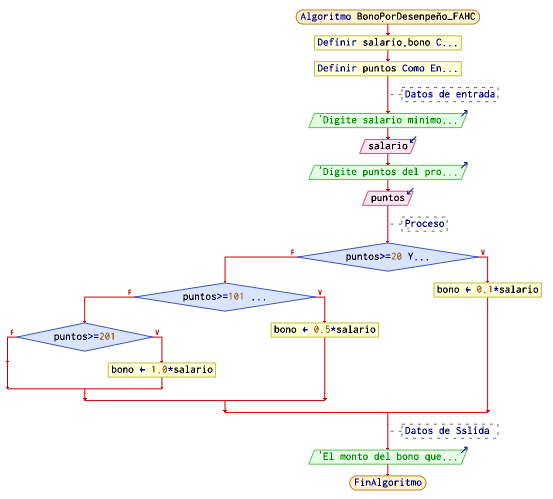 Algoritmo BonoPorDesenpeño_FAHC
Definir salario,bono C...
Definir puntos Como En...
Datos de entrada
'Digite salario minimo...
salario
'Digite puntos del pro...
puntos
Proceso
F
puntos>=20 Y...
V
bono ← 0.1*salario
F
puntos>=101 ...
V
bono ← 0.5*salario
F
puntos>=201
V
bono ← 1.0*salario
Datos de Sslida
'El monto del bono que...
FinAlgoritmo